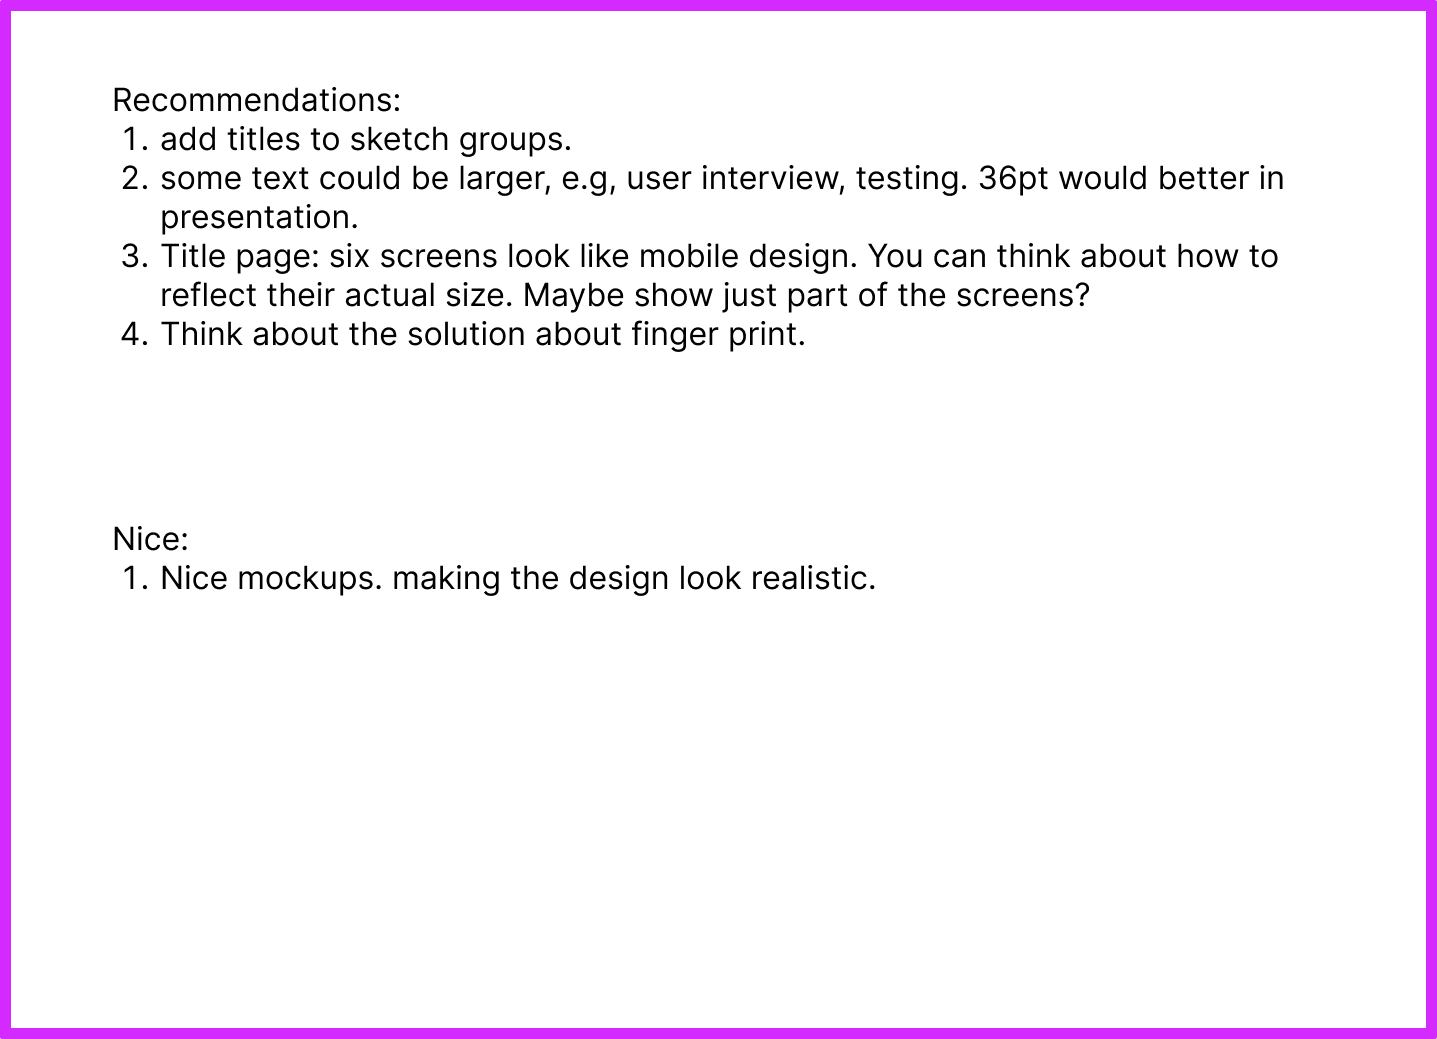 Recommendations:
1. add titles to sketch groups.
2. some text could be larger, e.g, user interview, testing. 36pt would better in
presentation.
3. Title page: six screens look like mobile design. You can think about how to
reflect their actual size. Maybe show just part of the screens?
4. Think about the solution about finger print.
Nice:
1. Nice mockups. making the design look realistic.